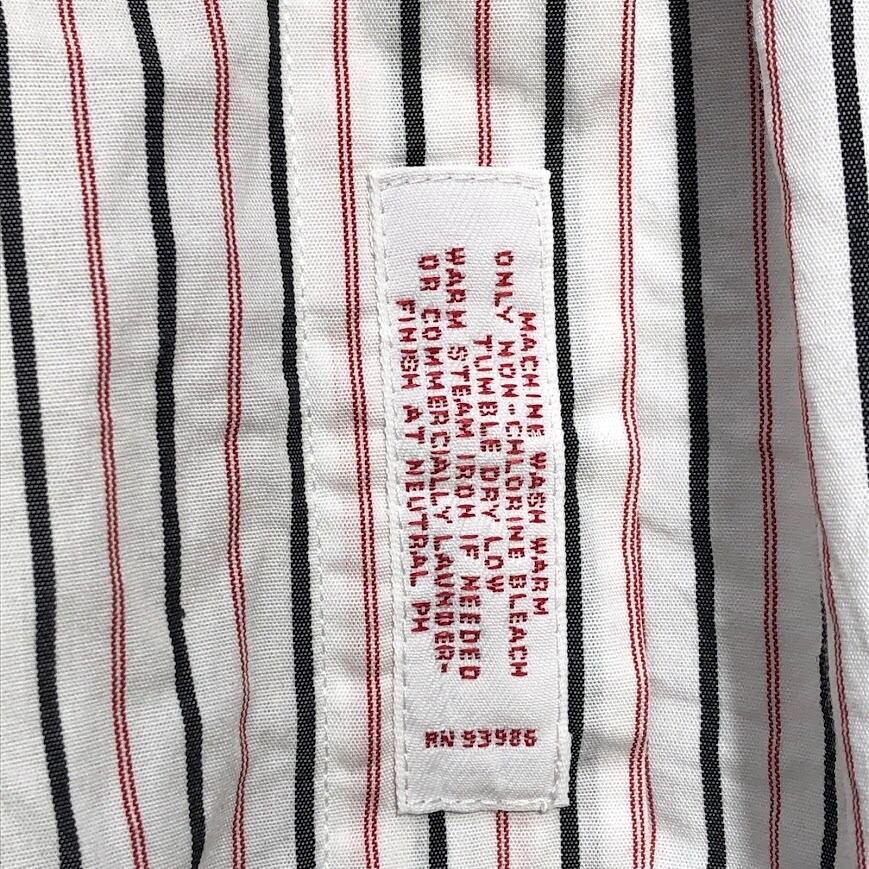 MACHINE WASH WARM
ONLY NON-CHLORINE BLEACH
TUMBLE DRY LOW
WARM STEAM IRON IF NEEDED
OR COMMERCIALLY LAUNDER-
FINISH AT NEUTRAL PH
RN 93986